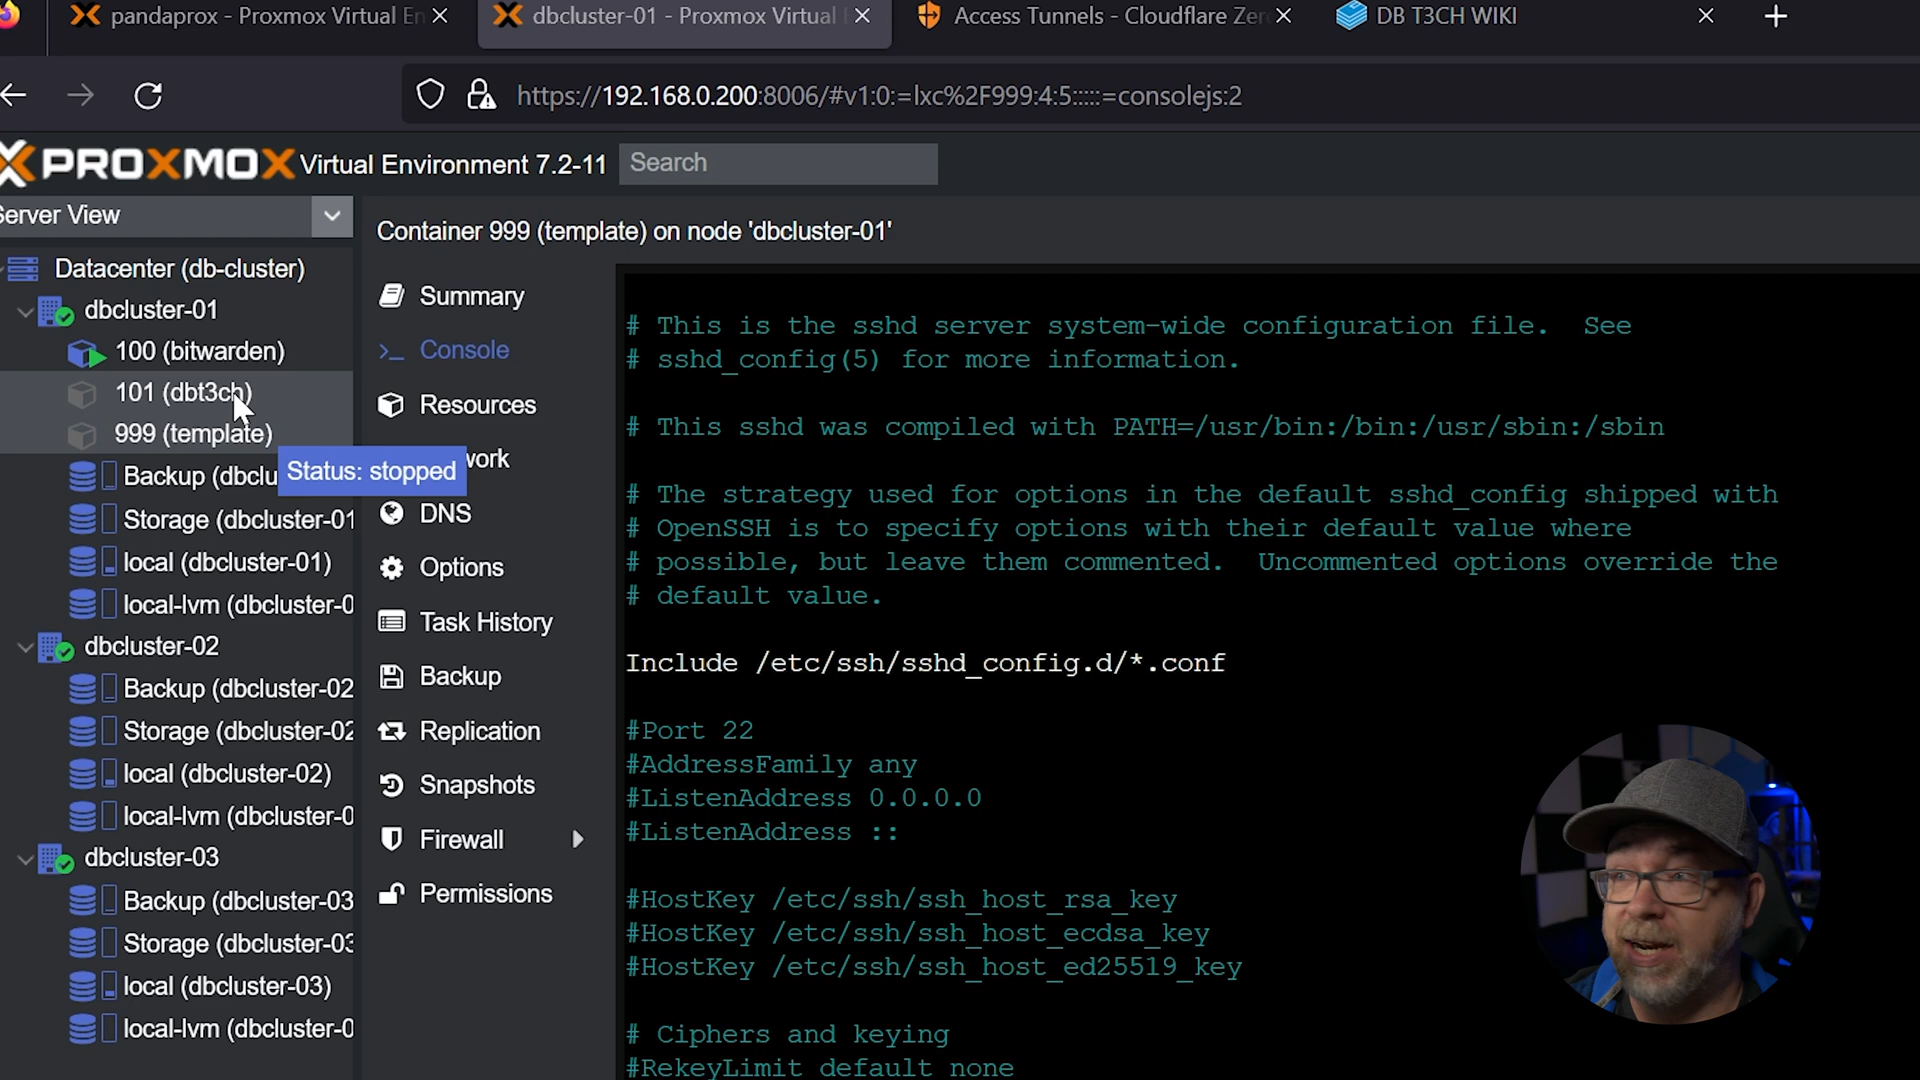 pandaprox - Proxmox Virtual En
dbcluster-01 - Proxmox Virtual E
Access Tunnels - Cloudflare Zer
DB T3CH WIKI
https://192.168.0.200:8006/#v1:0:=lxc%2F999:4:5:::::=consolejs:2
PROXMOX Virtual Environment 7.2-11
Search
Server View
Container 999 (template) on node 'dbcluster-01'
Datacenter (db-cluster)
dbcluster-01
100 (bitwarden)
101 (dbt3ch)
999 (template)
Status: stopped
Backup (dbclu
Storage (dbcluster-01
local (dbcluster-01)
local-lvm (dbcluster-0
dbcluster-02
Backup (dbcluster-02
Storage (dbcluster-02
local (dbcluster-02)
local-lvm (dbcluster-0
dbcluster-03
Backup (dbcluster-03
Storage (dbcluster-03
local (dbcluster-03)
local-lvm (dbcluster-0
Summary
Console
Resources
work
DNS
Options
Task History
Backup
Replication
Snapshots
Firewall
Permissions
# This is the sshd server system-wide configuration file.  See
# sshd_config(5) for more information.
# This sshd was compiled with PATH=/usr/bin:/bin:/usr/sbin:/sbin
# The strategy used for options in the default sshd_config shipped with
# OpenSSH is to specify options with their default value where
# possible, but leave them commented.  Uncommented options override the
# default value.
Include /etc/ssh/sshd_config.d/*.conf
#Port 22
#AddressFamily any
#ListenAddress 0.0.0.0
#ListenAddress ::
#HostKey /etc/ssh/ssh_host_rsa_key
#HostKey /etc/ssh/ssh_host_ecdsa_key
#HostKey /etc/ssh/ssh_host_ed25519_key
# Ciphers and keying
#RekeyLimit default none